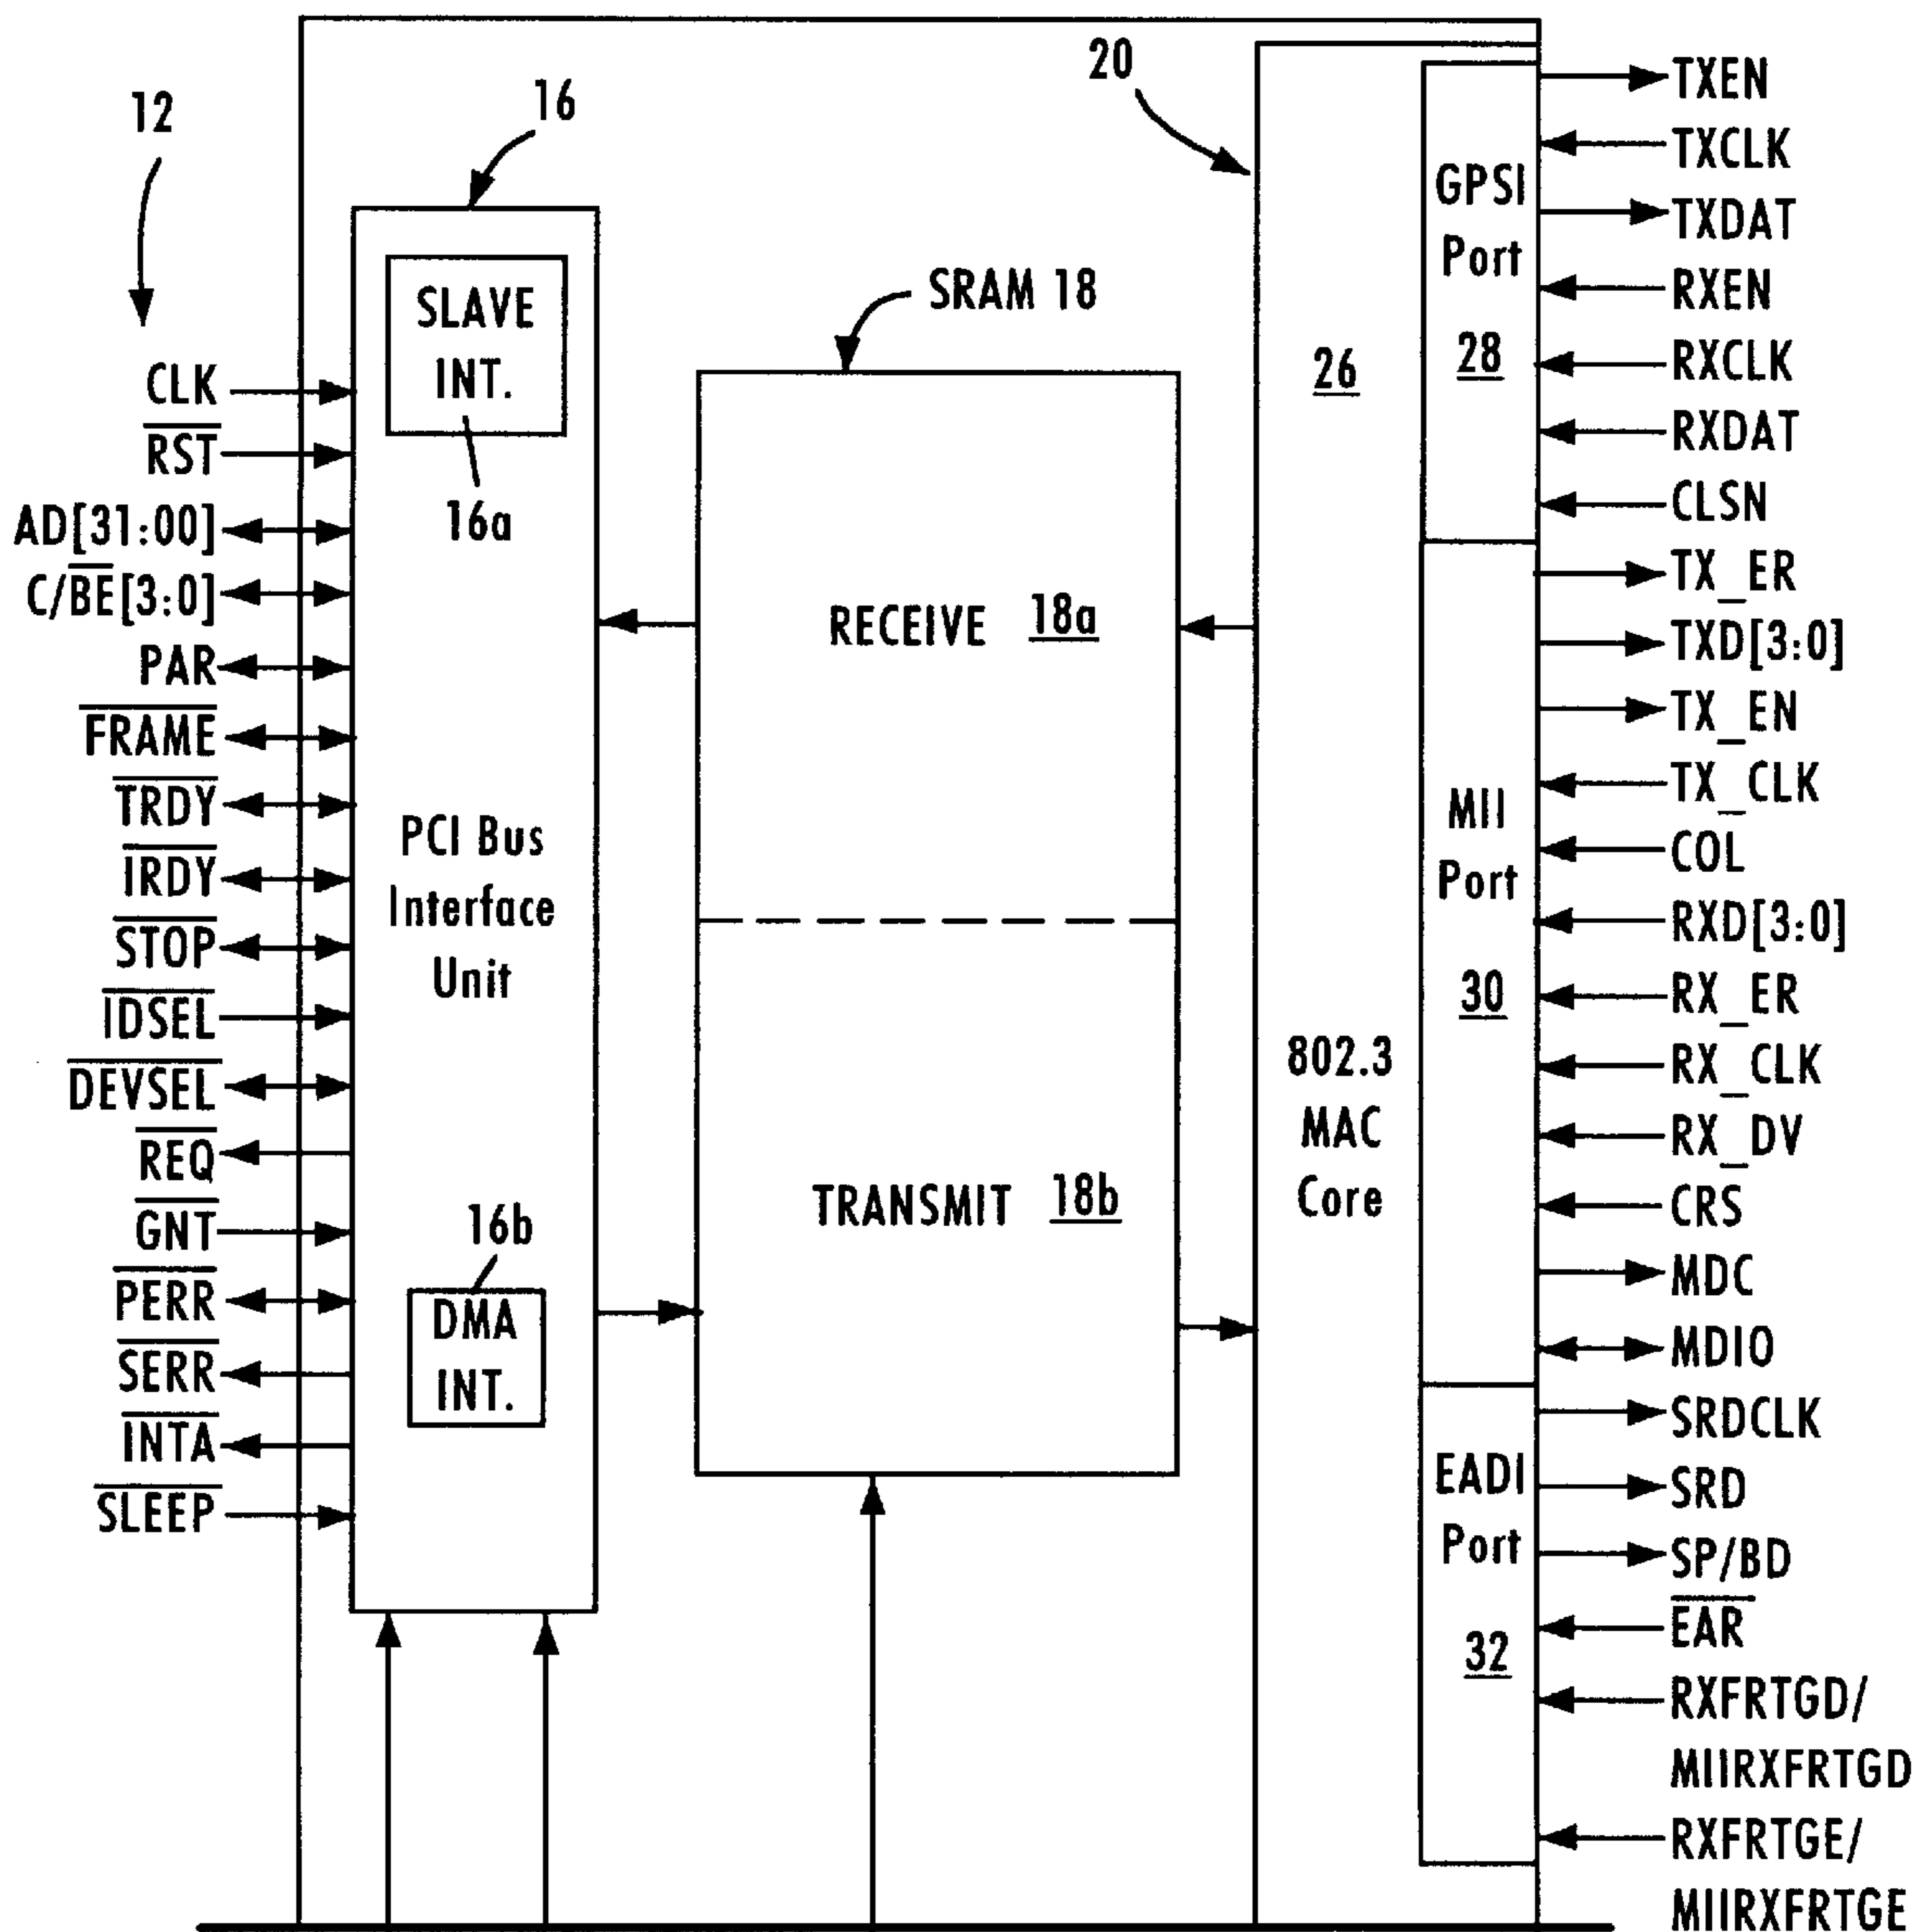 12
CLK
RST
AD[31:00]
C/BE[3:0]
PAR
FRAME
TRDY
IRDY
STOP
IDSEL
DEVSEL
REQ
GNT
PERR
SERR
INTA
SLEEP
16
SLAVE
INT.
16a
PCI Bus
Interface
Unit
16b
DMA
INT.
SRAM 18
RECEIVE 18a
TRANSMIT 18b
20
26
802.3
MAC
Core
GPSI
Port
28
MII
Port
30
EADI
Port
32
TXEN
TXCLK
TXDAT
RXEN
RXCLK
RXDAT
CLSN
TX_ER
TXD[3:0]
TX_EN
TX_CLK
COL
RXD[3:0]
RX_ER
RX_CLK
RX_DV
CRS
MDC
MDIO
SRDCLK
SRD
SP/BD
EAR
RXFRTGD/
MIIRXFRTGD
RXFRTGE/
MIIRXFRTGE